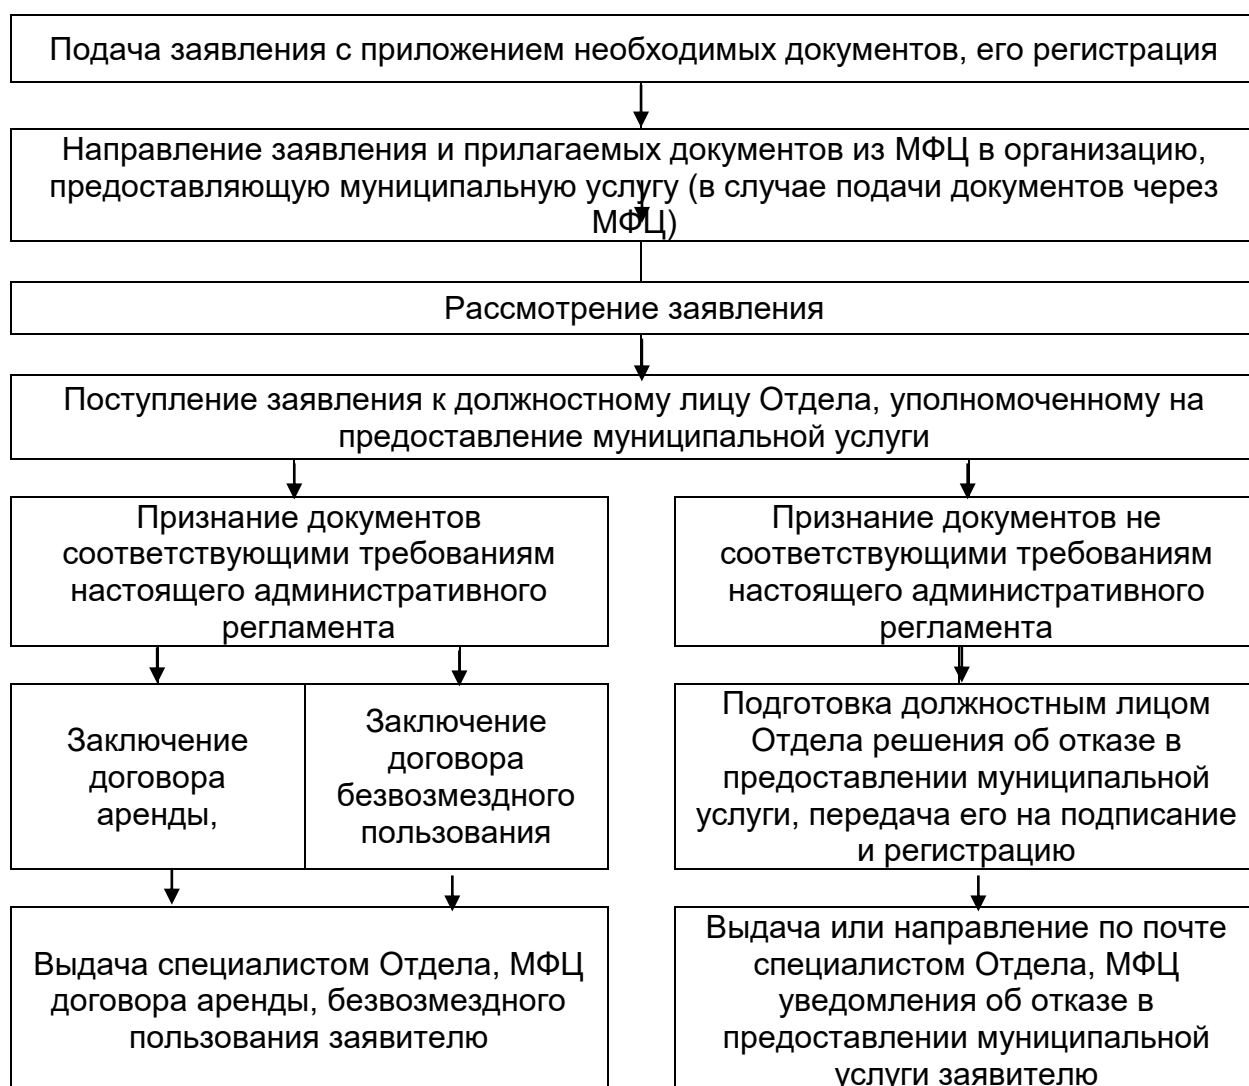 Подача заявления с приложением необходимых документов, его регистрация
Направление заявления и прилагаемых документов из МФЦ в организацию,
предоставляющую муниципальную услугу (в случае подачи документов через
МФЦ)
Рассмотрение заявления
Поступление заявления к должностному лицу Отдела, уполномоченному на
предоставление муниципальной услуги
Признание документов
соответствующими требованиям
настоящего административного
регламента
Признание документов не
соответствующими требованиям
настоящего административного
регламента
Заключение
договора
аренды,
Заключение
договора
безвозмездного
пользования
Подготовка должностным лицом
Отдела решения об отказе в
предоставлении муниципальной
услуги, передача его на подписание
и регистрацию
Выдача специалистом Отдела, МФЦ
договора аренды, безвозмездного
пользования заявителю
Выдача или направление по почте
специалистом Отдела, МФЦ
уведомления об отказе в
предоставлении муниципальной
услуги заявителю